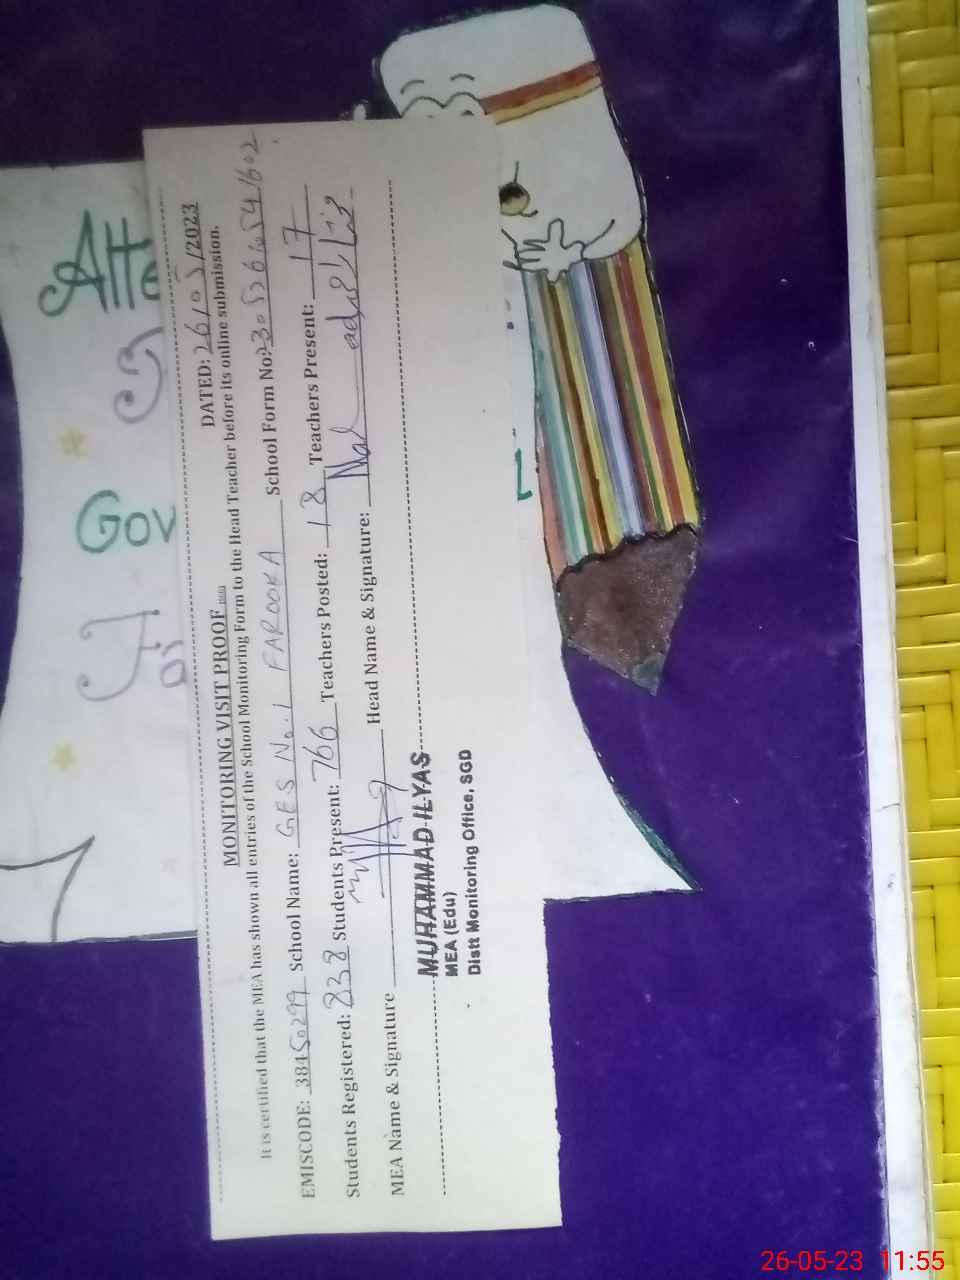 Atte
Gov
MONITORING VISIT PROOF
DATED: 26/05/2023
It is certified that the MEA has shown all entries of the School Monitoring Form to the Head Teacher before its online submission.
EMISCODE: 38450299 School Name: GES No.1 FAROOKA School Form No:
Students Registered: 838 Students Present: 766 Teachers Posted: 18 Teachers Present: 17
MEA Name & Signature Head Name & Signature:
MUHAMMAD ILYAS
MEA (Edu)
Distt Monitoring Office, SGD
26-05-23 11:55